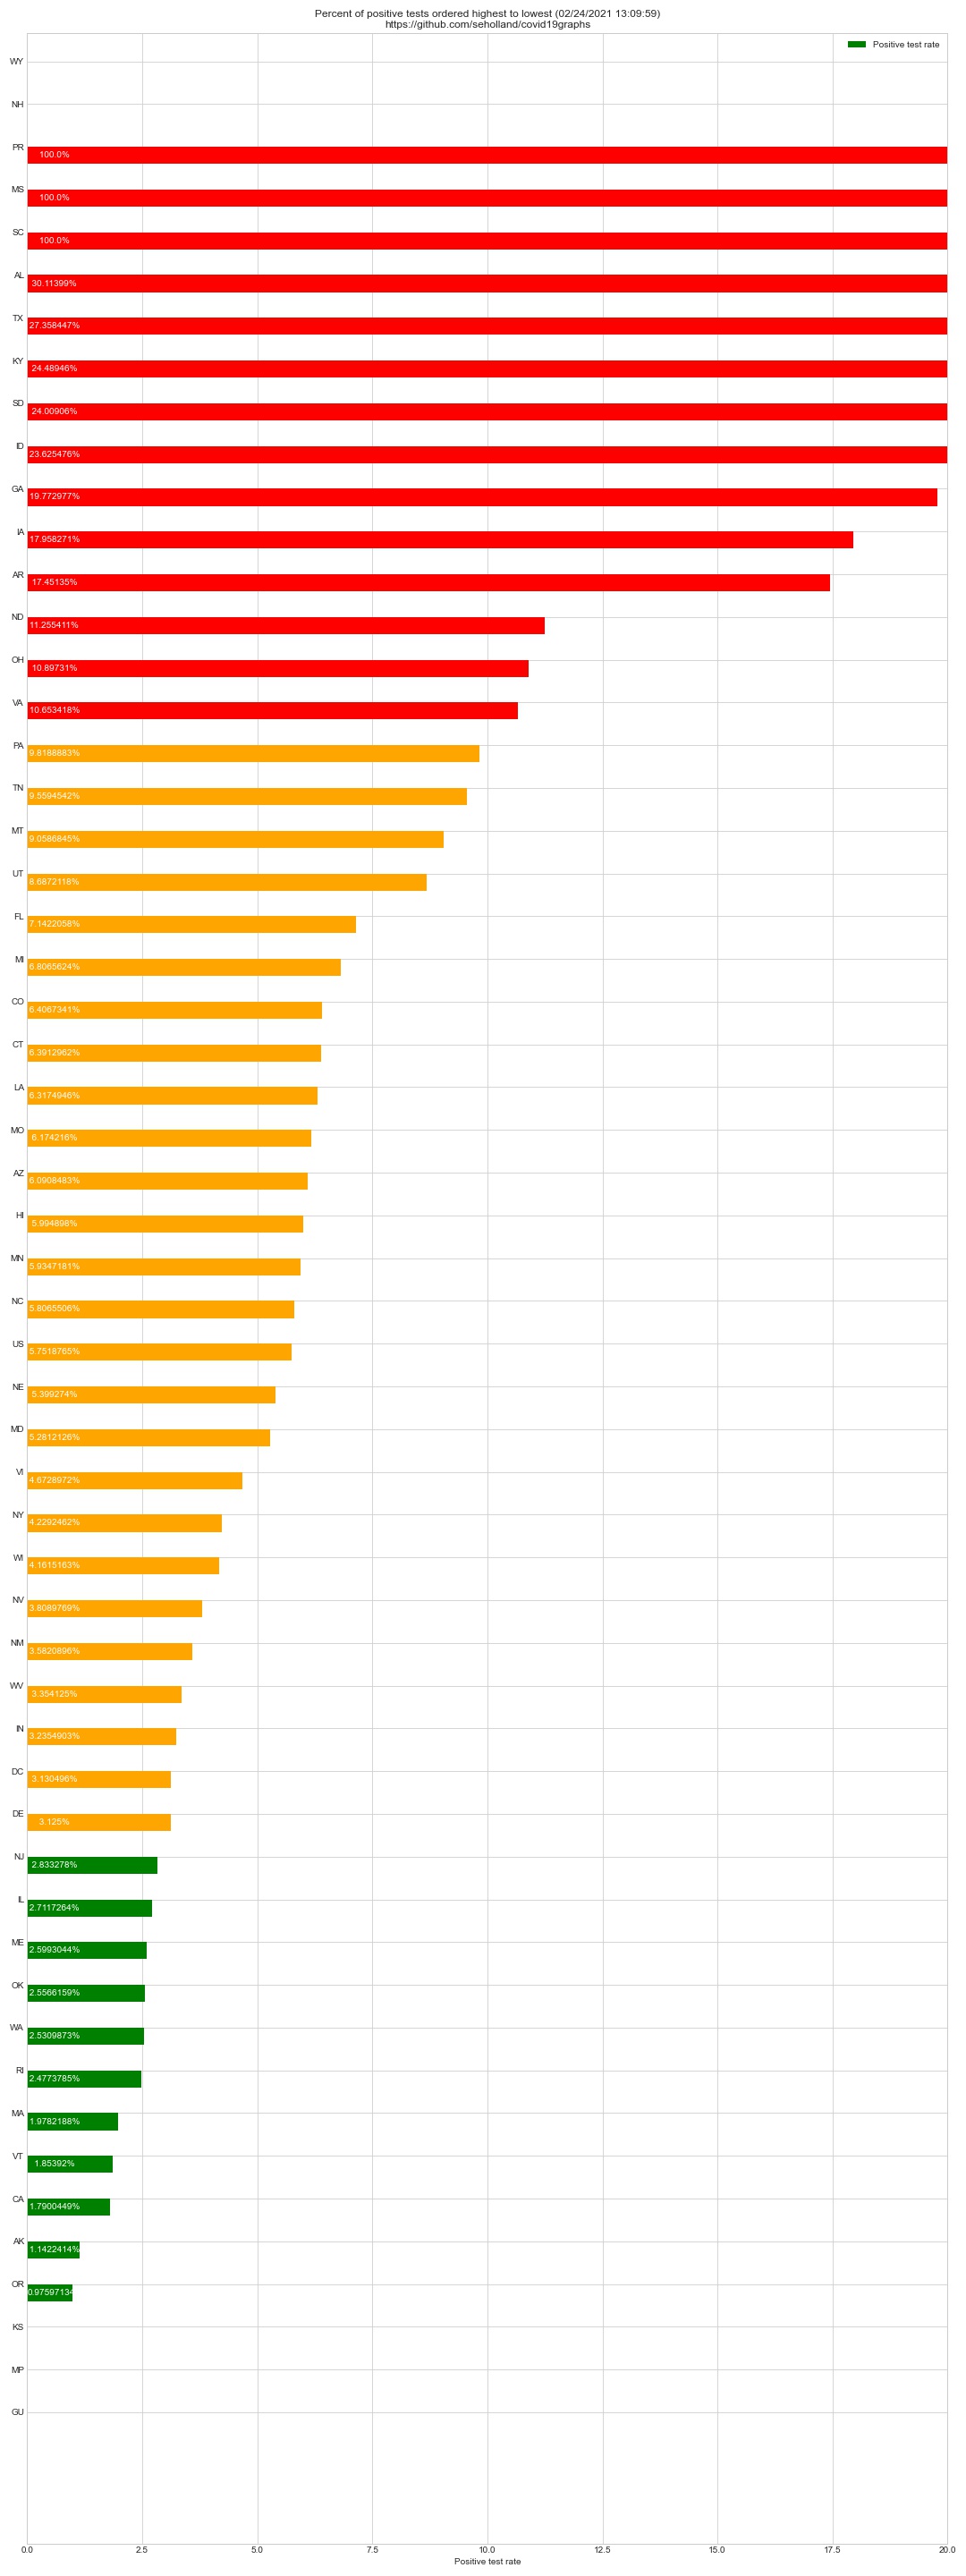 Percent of positive tests ordered highest to lowest (02/24/2021 13:09:59)
https://github.com/seholland/covid19graphs
Positive test rate
WY
NH
PR 100.0%
MS 100.0%
SC 100.0%
AL 30.11399%
TX 27.358447%
KY 24.48946%
SD 24.00906%
ID 23.625476%
GA 19.772977%
IA 17.958271%
AR 17.45135%
ND 11.255411%
OH 10.89731%
VA 10.653418%
PA 9.8188883%
TN 9.5594542%
MT 9.0586845%
UT 8.6872118%
FL 7.1422058%
MI 6.8065624%
CO 6.4067341%
CT 6.3912962%
LA 6.3174946%
MO 6.174216%
AZ 6.0908483%
HI 5.994898%
MN 5.9347181%
NC 5.8065506%
US 5.7518765%
NE 5.399274%
MD 5.2812126%
VI 4.6728972%
NY 4.2292462%
WI 4.1615163%
NV 3.8089769%
NM 3.5820896%
WV 3.354125%
IN 3.2354903%
DC 3.130496%
DE 3.125%
NJ 2.833278%
IL 2.7117264%
ME 2.5993044%
OK 2.5566159%
WA 2.5309873%
RI 2.4773785%
MA 1.9782188%
VT 1.85392%
CA 1.7900449%
AK 1.1422414%
OR 0.97597134
KS
MP
GU
0.0 2.5 5.0 7.5 10.0 12.5 15.0 17.5 20.0
Positive test rate